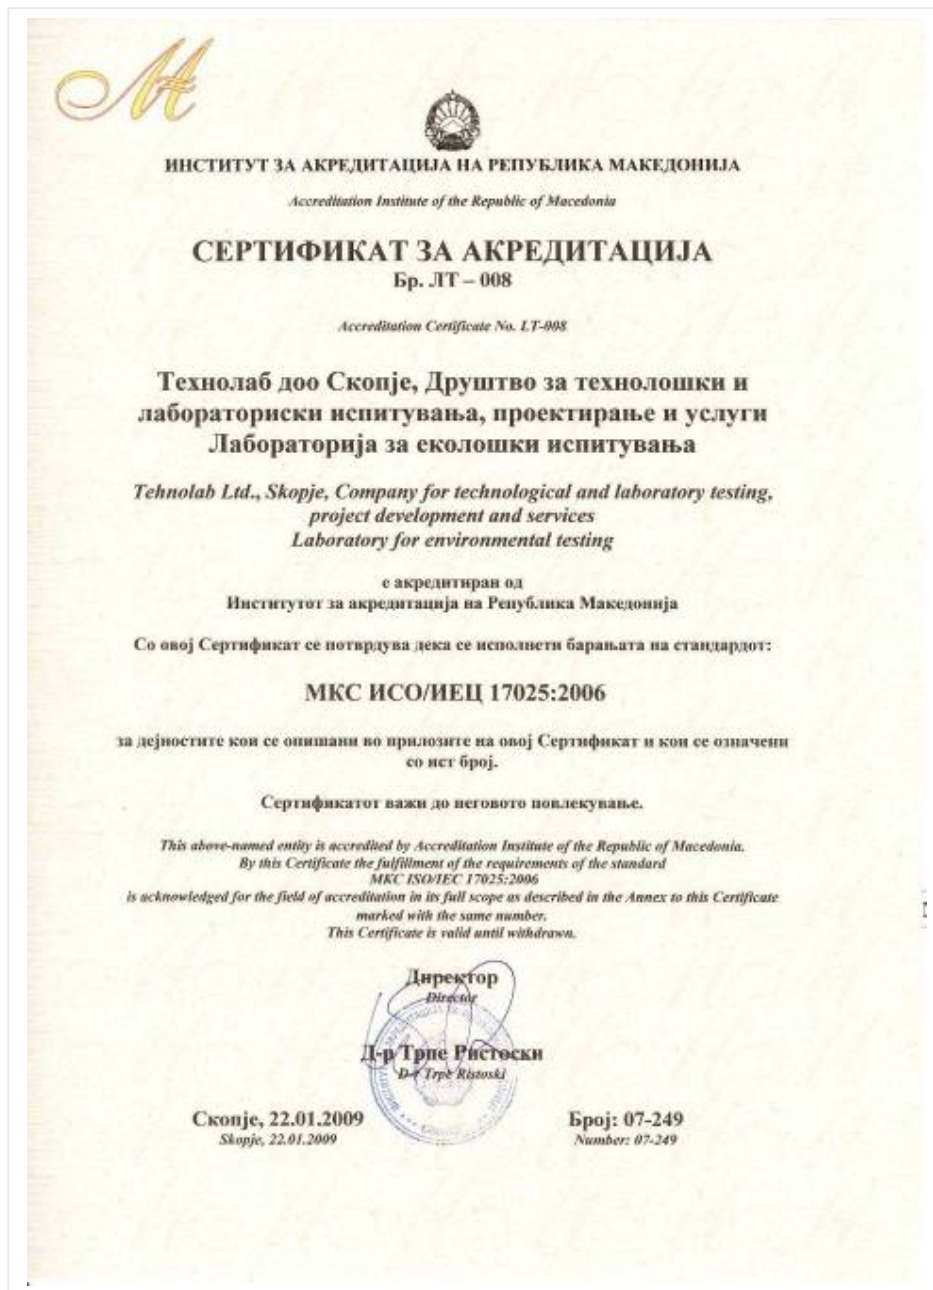 М
ИНСТИТУТ ЗА АКРЕДИТАЦИЈА НА РЕПУБЛИКА МАКЕДОНИЈА
Accreditation Institute of the Republic of Macedonia
СЕРТИФИКАТ ЗА АКРЕДИТАЦИЈА
Бр. ЛТ – 008
Accreditation Certificate No. LT-008
Технолаб доо Скопје, Друштво за технолошки и
лабораториски испитувања, проектирање и услуги
Лабораторија за еколошки испитувања
Tehnolab Ltd., Skopje, Company for technological and laboratory testing,
project development and services
Laboratory for environmental testing
е акредитиран од
Институтот за акредитација на Република Македонија
Со овој Сертификат се потврдува дека се исполнети барањата на стандардот:
МКС ИСО/ИЕЦ 17025:2006
за дејностите кои се опишани во прилозите на овој Сертификат и кои се означени
со ист број.
Сертификатот важи до неговото повлекување.
This above-named entity is accredited by Accreditation Institute of the Republic of Macedonia.
By this Certificate the fulfillment of the requirements of the standard
МКС ISO/IEC 17025:2006
is acknowledged for the field of accreditation in its full scope as described in the Annex to this Certificate
marked with the same number.
This Certificate is valid until withdrawn.
Директор
Director
Д-р Трпе Ристоски
D-r Trpe Ristoski
Скопје, 22.01.2009 Број: 07-249
Skopje, 22.01.2009 Number: 07-249